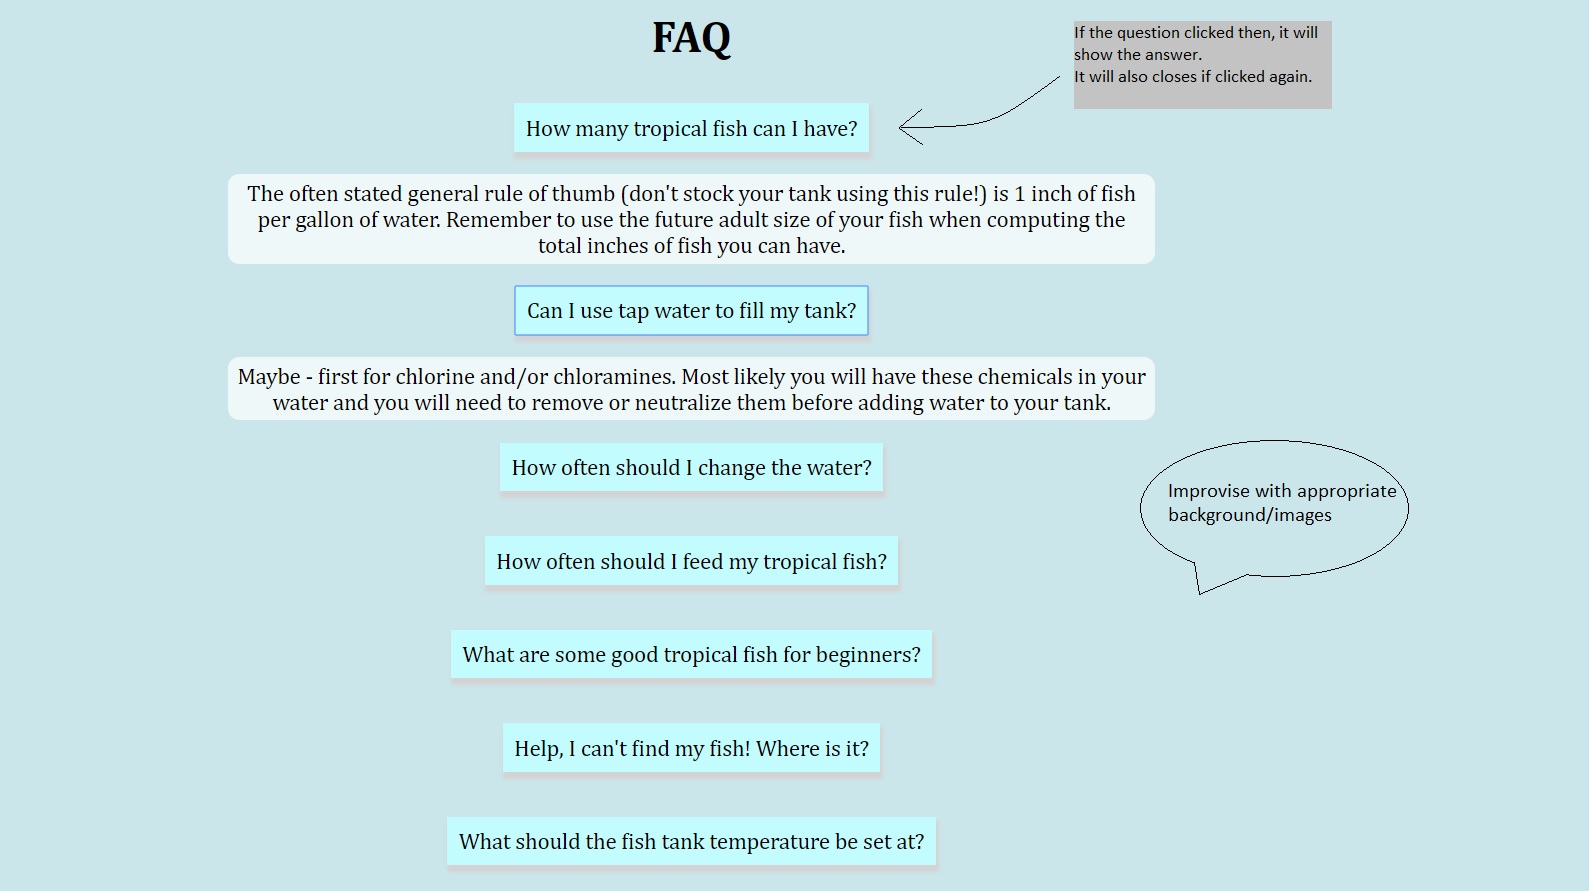 FAQ
If the question clicked then, it will
show the answer.
It will also closes if clicked again.
How many tropical fish can I have?
The often stated general rule of thumb (don't stock your tank using this rule!) is 1 inch of fish
per gallon of water. Remember to use the future adult size of your fish when computing the
total inches of fish you can have.
Can I use tap water to fill my tank?
Maybe - first for chlorine and/or chloramines. Most likely you will have these chemicals in your
water and you will need to remove or neutralize them before adding water to your tank.
How often should I change the water?
Improvise with appropriate
background/images
How often should I feed my tropical fish?
What are some good tropical fish for beginners?
Help, I can't find my fish! Where is it?
What should the fish tank temperature be set at?